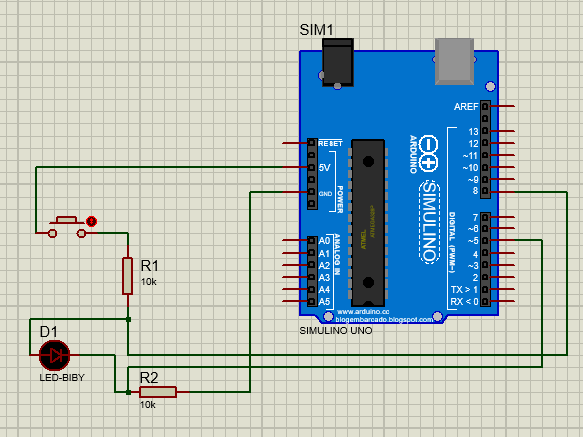 SIM1
AREF
RESET
5V
GND
POWER
A0
A1
A2
A3
A4
A5
ANALOG IN
ATMEL
www.arduino.cc
blogembarcado.blogspot.com
ARDUINO
SIMULINO
13
12
~11
~10
~9
8
7
~6
~5
4
~3
2
TX > 1
RX < 0
DIGITAL (PWM~)
SIMULINO UNO
R1
10k
D1
LED-BIBY
R2
10k